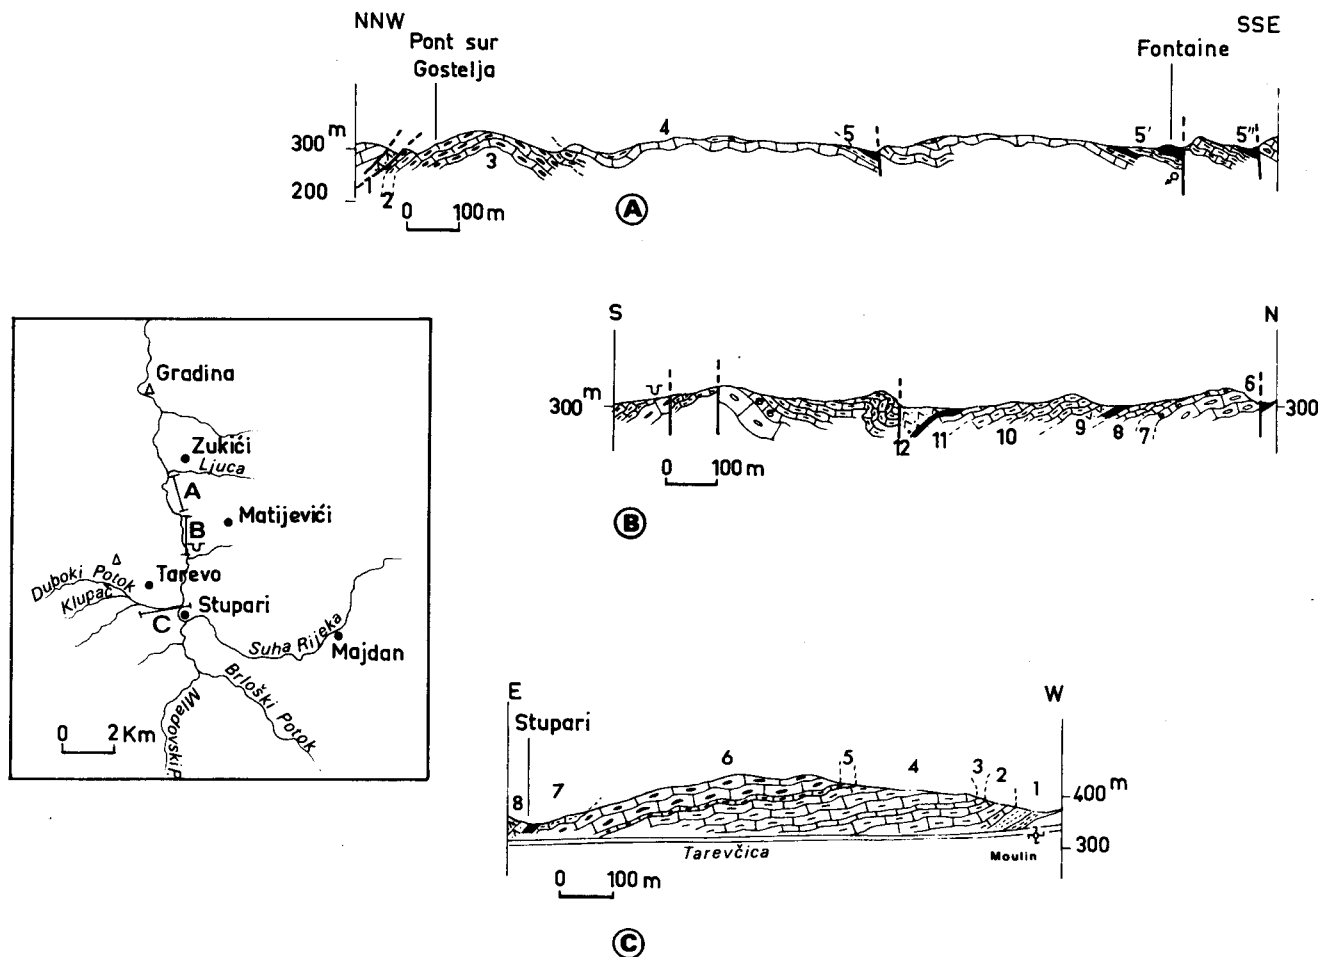 NNW
SSE
Pont sur
Gostelja
Fontaine
300 m
200
1
2
3
4
5
5'
5"
0 100 m
A
S
N
300 m
300
6
12
11
10
9
8
7
0 100 m
B
Gradina
Zukići
Ljuca
A
B
Matijevići
Duboki Potok
Tarevo
Klupac
Stupari
C
Suha Rijeka
Majdan
Brloški Potok
Mladovski P.
0 2 Km
E
W
Stupari
8
7
6
5
4
3
2
1
400 m
300
Tarevčica
Moulin
0 100 m
C